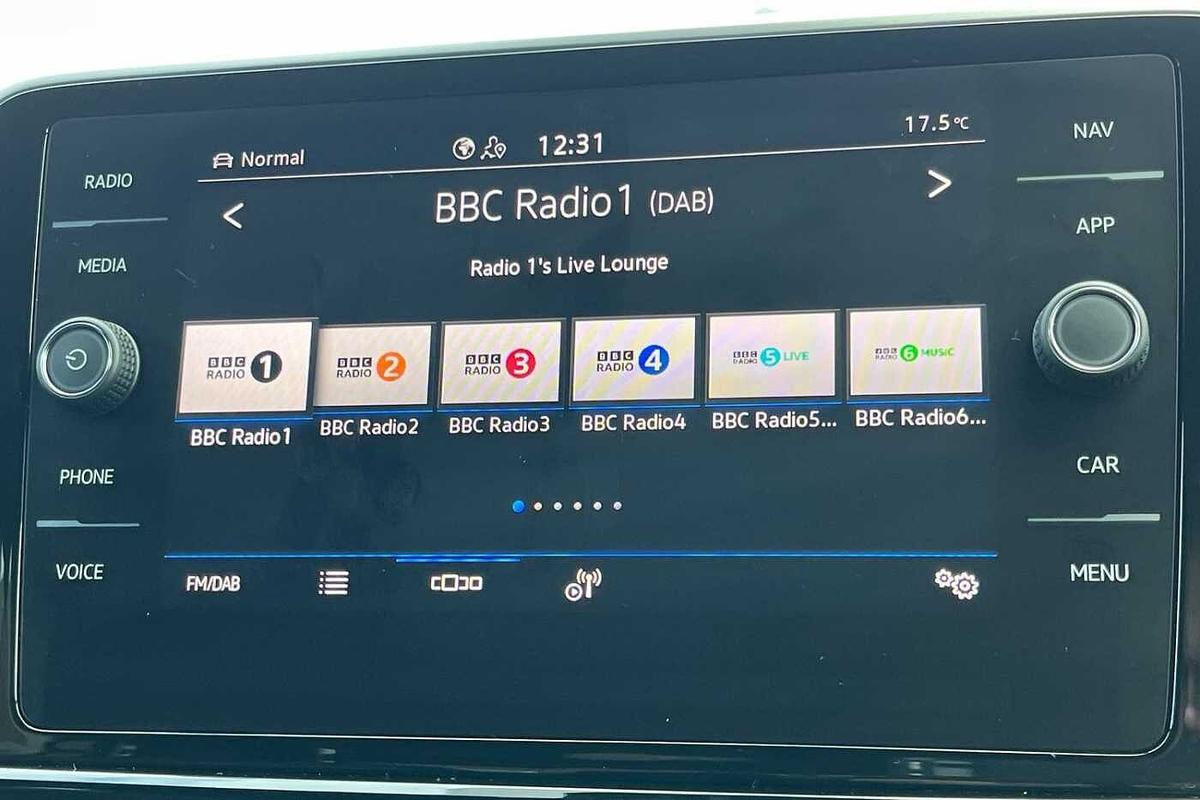 Normal
12:31
17.5°C
RADIO
NAV
< BBC Radio 1 (DAB) >
APP
MEDIA
Radio 1's Live Lounge
BBC RADIO 1
BBC RADIO 2
BBC RADIO 3
BBC RADIO 4
BBC RADIO 5 LIVE
BBC RADIO 6 MUSIC
BBC Radio1
BBC Radio2
BBC Radio3
BBC Radio4
BBC Radio5...
BBC Radio6...
PHONE
CAR
VOICE
FM/DAB
MENU